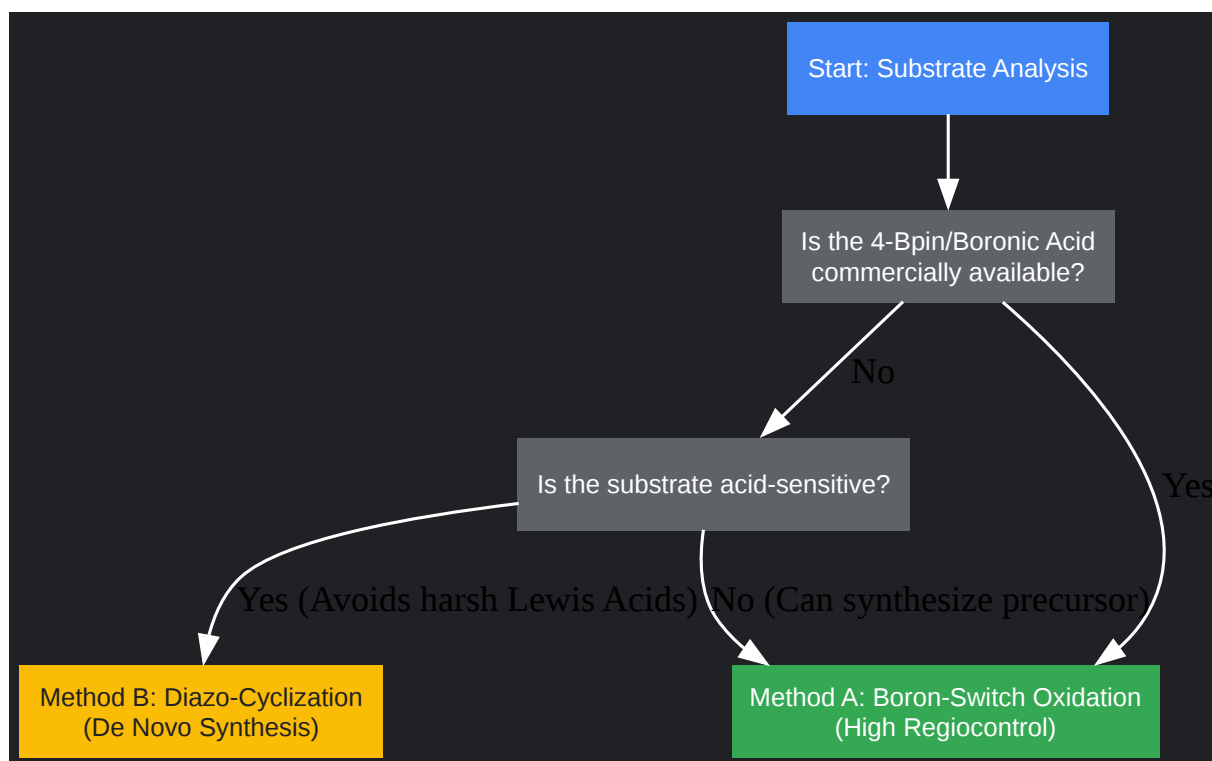 Start: Substrate Analysis
Is the 4-Bpin/Boronic Acid
commercially available?
No
Is the substrate acid-sensitive?
Yes
Yes (Avoids harsh Lewis Acids)
No (Can synthesize precursor)
Method B: Diazo-Cyclization
(De Novo Synthesis)
Method A: Boron-Switch Oxidation
(High Regiocontrol)